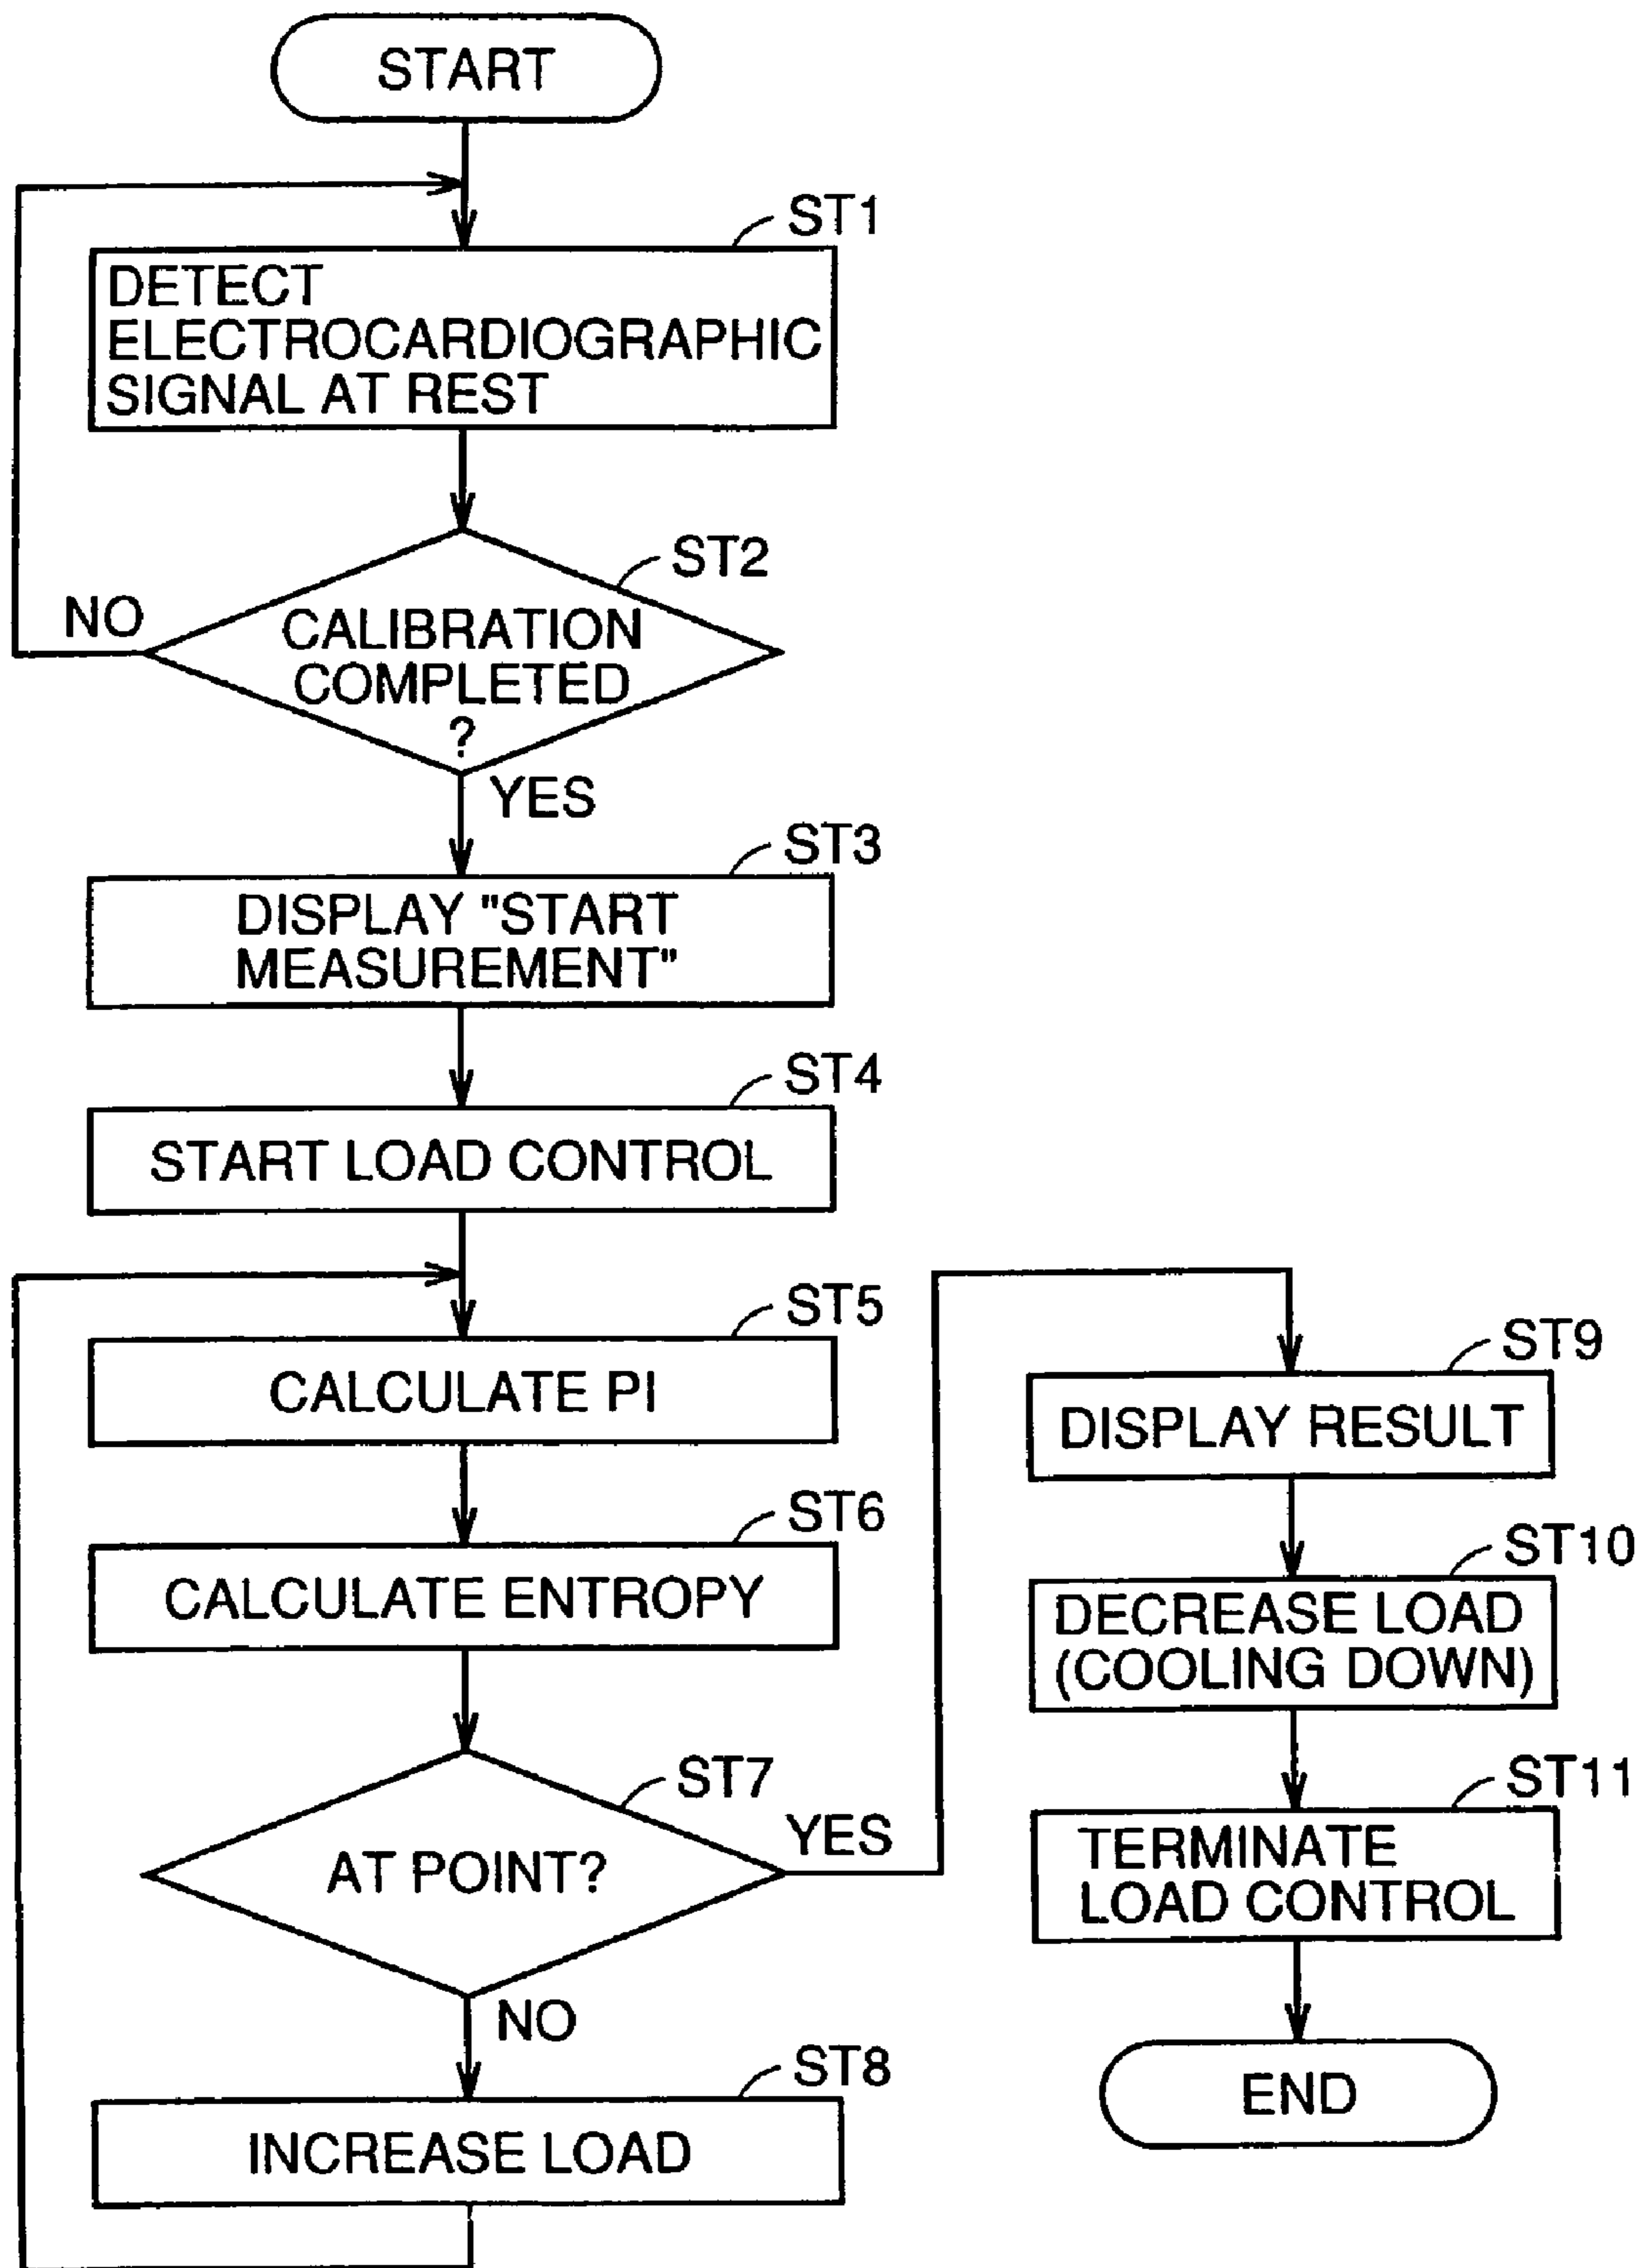 START
ST1
DETECT
ELECTROCARDIOGRAPHIC
SIGNAL AT REST
ST2
NO
CALIBRATION
COMPLETED
?
YES
ST3
DISPLAY "START
MEASUREMENT"
ST4
START LOAD CONTROL
ST5
CALCULATE PI
ST6
CALCULATE ENTROPY
ST7
AT POINT?
YES
NO
ST8
INCREASE LOAD
ST9
DISPLAY RESULT
ST10
DECREASE LOAD
(COOLING DOWN)
ST11
TERMINATE
LOAD CONTROL
END